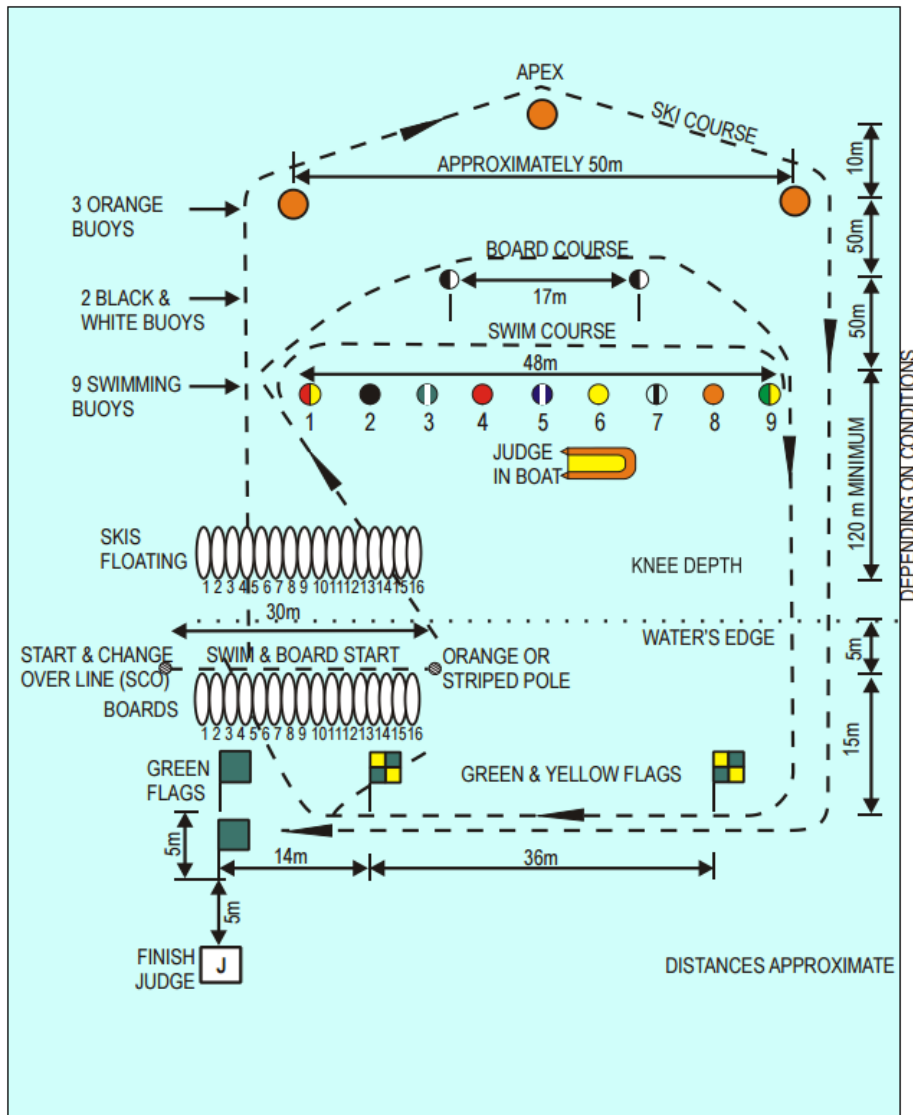 APEX
SKI COURSE
10m
APPROXIMATELY 50m
3 ORANGE
BUOYS
50m
BOARD COURSE
2 BLACK &
WHITE BUOYS
17m
50m
SWIM COURSE
48m
9 SWIMMING
BUOYS
1 2 3 4 5 6 7 8 9
JUDGE
IN BOAT
120 m MINIMUM
DEPENDING ON CONDITIONS
SKIS
FLOATING
KNEE DEPTH
1 2 3 4 5 6 7 8 9 10 11 12 13 14 15 16
30m
WATER'S EDGE
5m
START & CHANGE
OVER LINE (SCO)
SWIM & BOARD START
ORANGE OR
STRIPED POLE
BOARDS
1 2 3 4 5 6 7 8 9 10 11 12 13 14 15 16
15m
GREEN
FLAGS
GREEN & YELLOW FLAGS
5m
14m
36m
5m
FINISH
JUDGE
J
DISTANCES APPROXIMATE